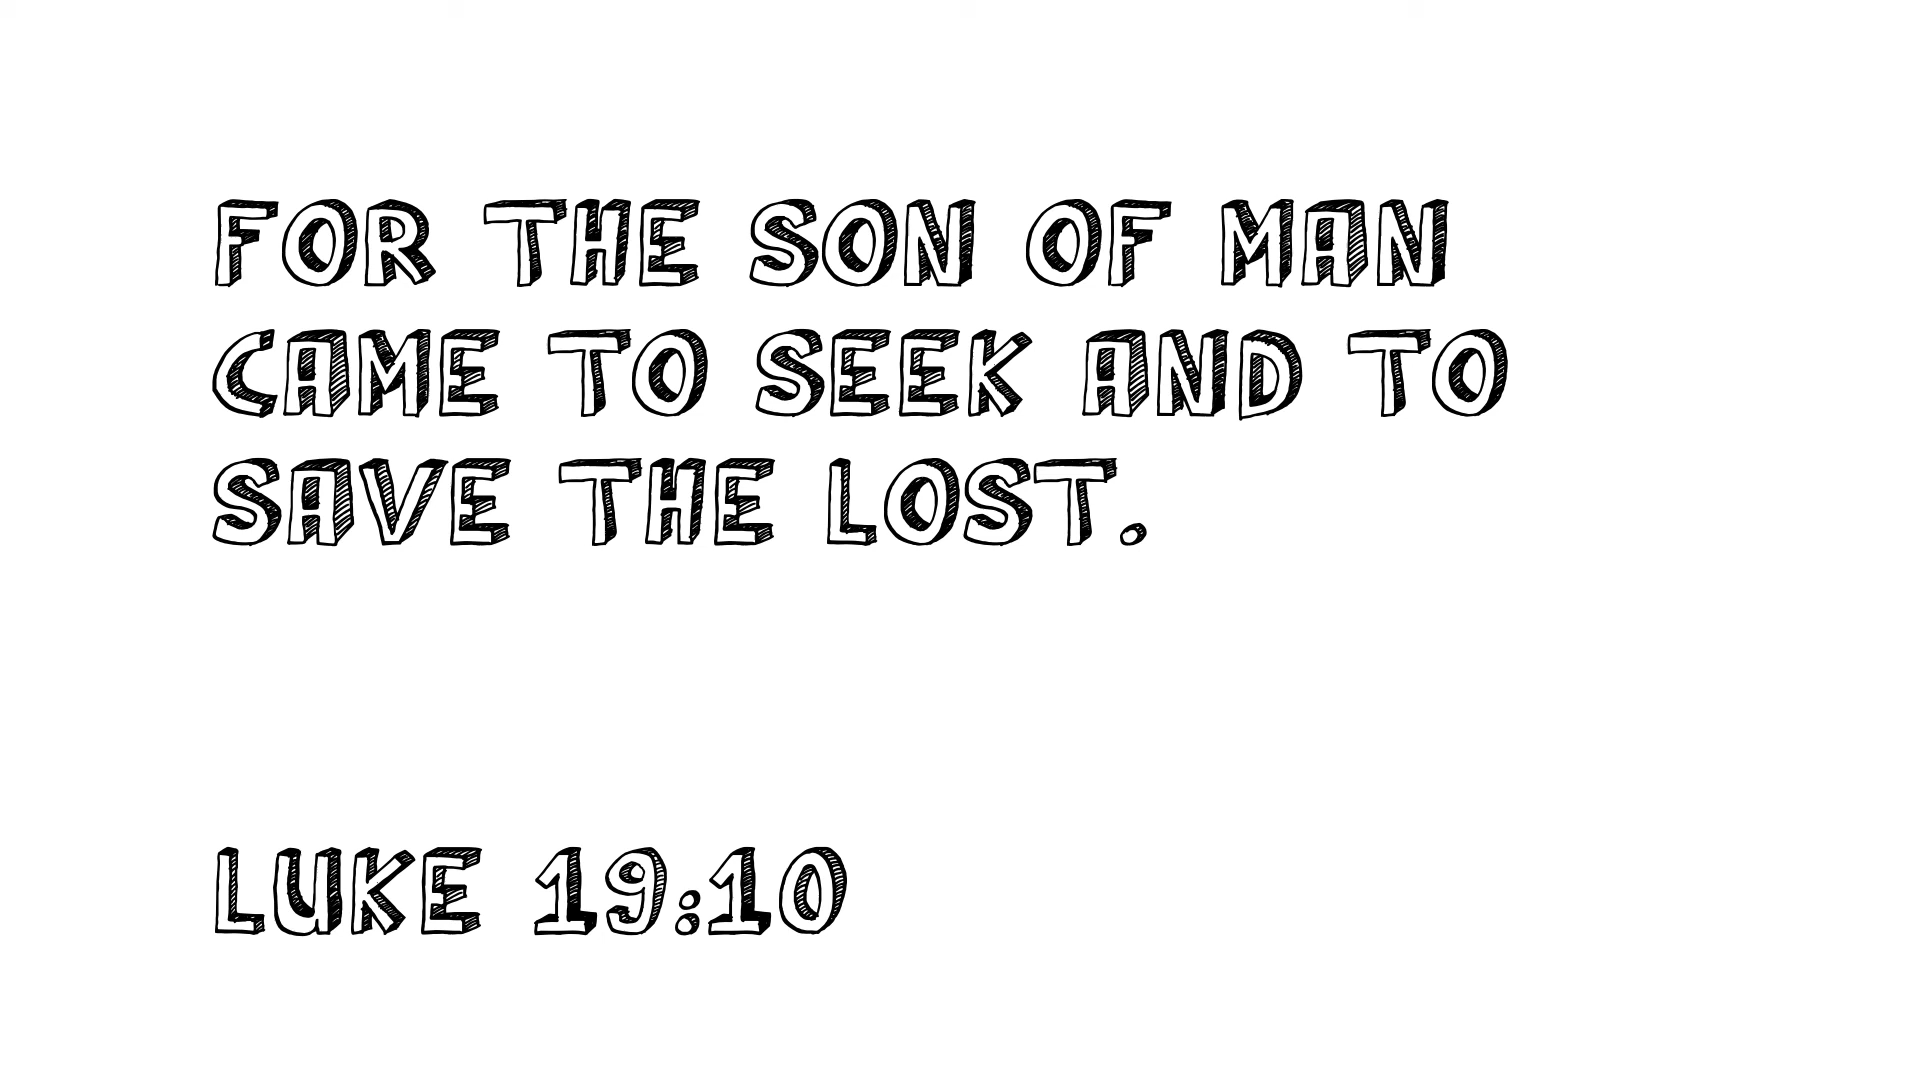 FOR THE SON OF MAN
CAME TO SEEK AND TO
SAVE THE LOST.
LUKE 19:10